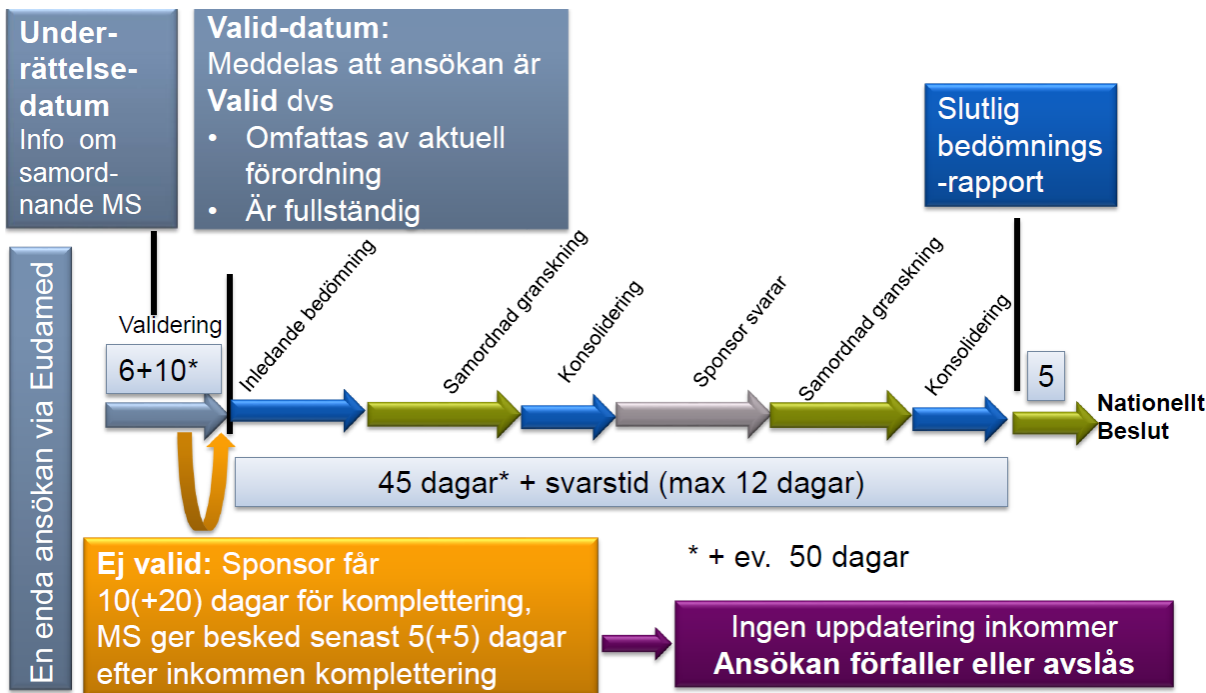 Under-
rättelse-
datum
Info om
samord-
nande MS
Valid-datum:
Meddelas att ansökan är
Valid dvs
• Omfattas av aktuell
förordning
• Är fullständig
Slutlig
bedömnings
-rapport
En enda ansökan via Eudamed
Validering
6+10*
Inledande bedömning
Samordnad granskning
Konsolidering
Sponsor svarar
Samordnad granskning
Konsolidering
5
Nationellt
Beslut
45 dagar* + svarstid (max 12 dagar)
* + ev. 50 dagar
Ej valid: Sponsor får
10(+20) dagar för komplettering,
MS ger besked senast 5(+5) dagar
efter inkommen komplettering
Ingen uppdatering inkommer
Ansökan förfaller eller avslås